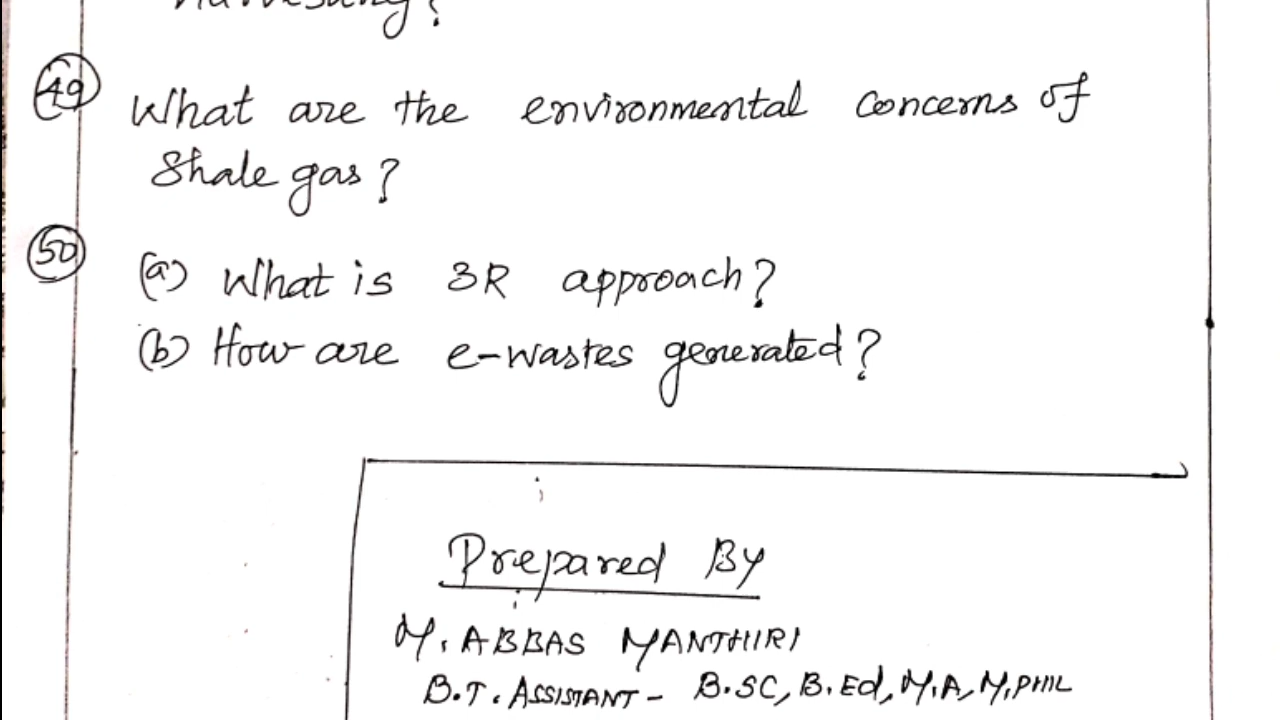 harvesting?
49 What are the environmental concerns of
Shale gas?
50 (a) What is 3R approach?
(b) How are e-wastes generated?
Prepared By
M. ABBAS MANTHIRI
B.T. ASSISTANT - B.SC, B.Ed, M.A, M.PHIL